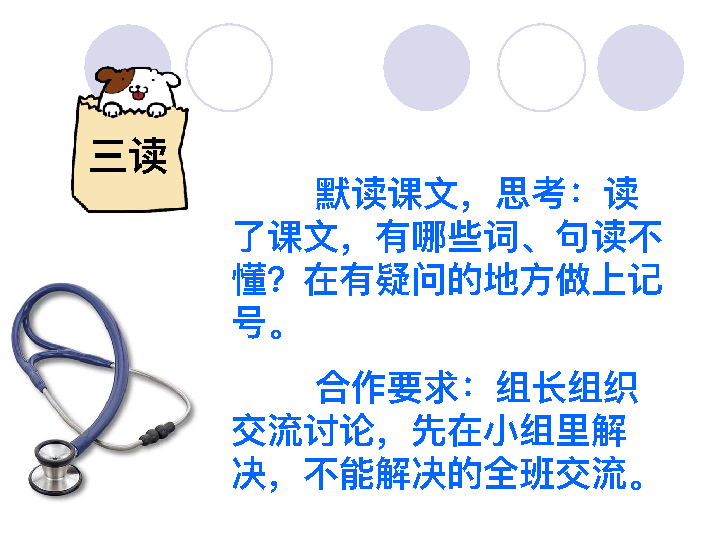 三读
默读课文，思考：读
了课文，有哪些词、句读不
懂？在有疑问的地方做上记
号。
合作要求：组长组织
交流讨论，先在小组里解
决，不能解决的全班交流。